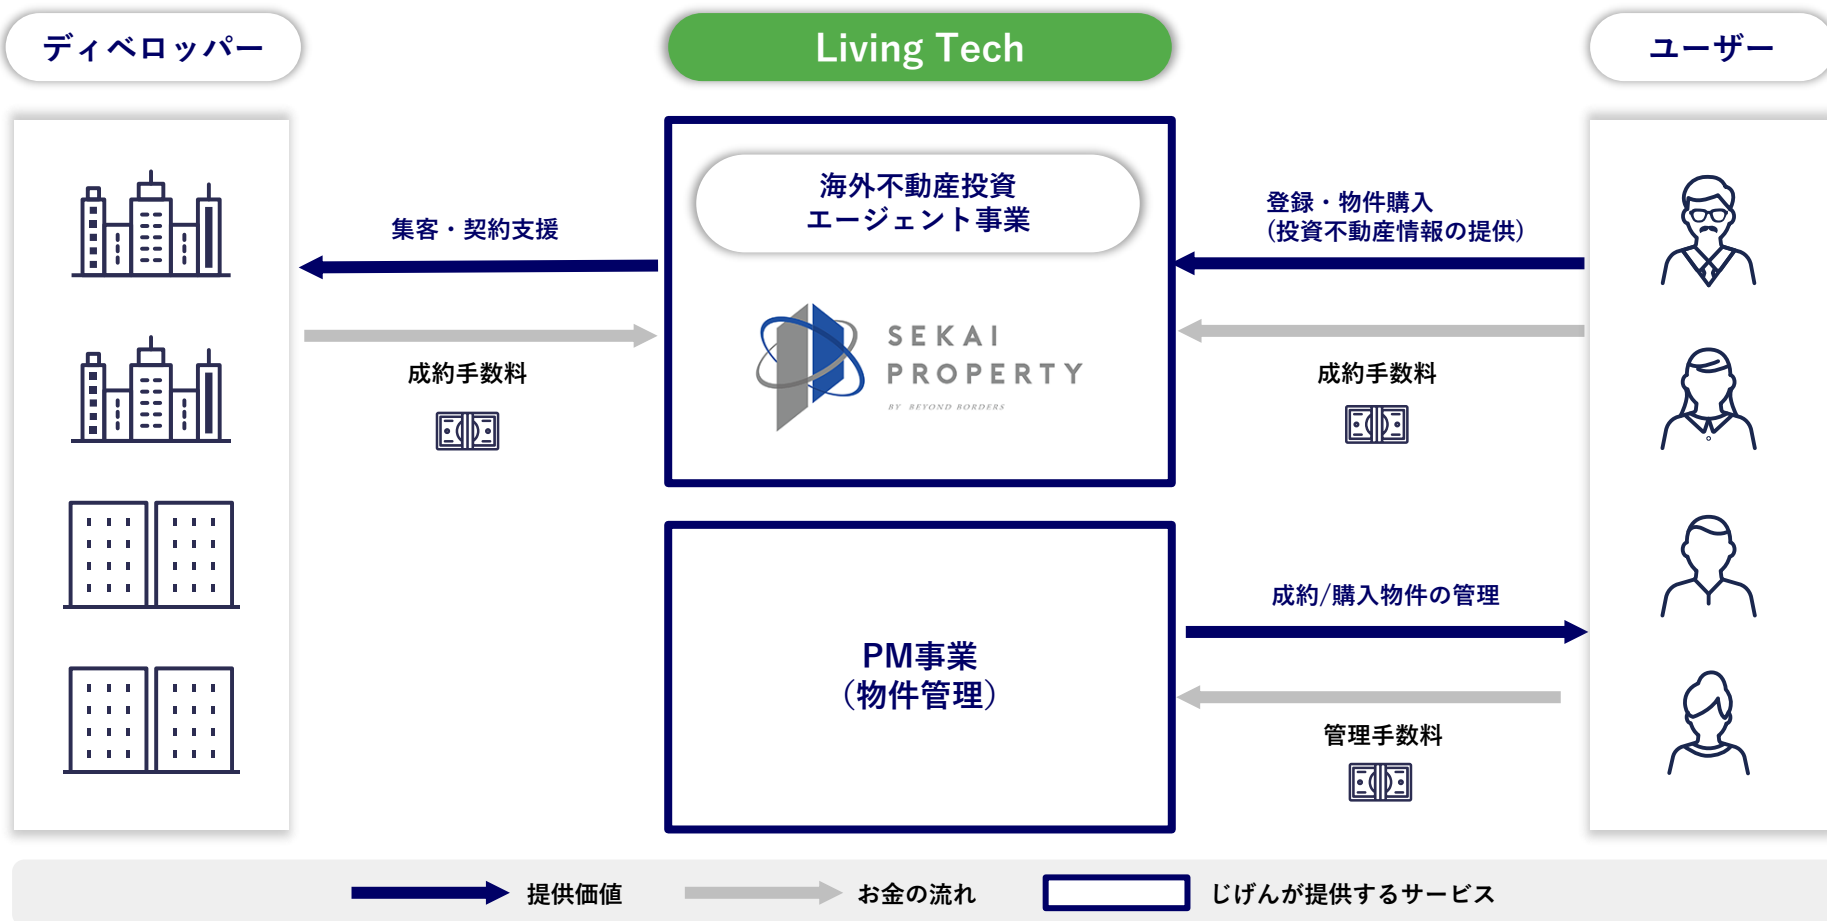 ディベロッパー
Living Tech
ユーザー
海外不動産投資
エージェント事業
集客・契約支援
成約手数料
SEKAI
PROPERTY
BY BEYOND BORDERS
登録・物件購入
(投資不動産情報の提供)
成約手数料
PM事業
(物件管理)
成約/購入物件の管理
管理手数料
提供価値
お金の流れ
じげんが提供するサービス